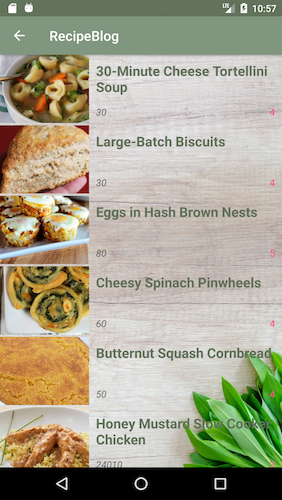 10:57
RecipeBlog
30-Minute Cheese Tortellini
Soup
30 4
Large-Batch Biscuits
30 4
Eggs in Hash Brown Nests
80 5
Cheesy Spinach Pinwheels
60 4
Butternut Squash Cornbread
50 4
Honey Mustard Slow Cooker
Chicken
24010